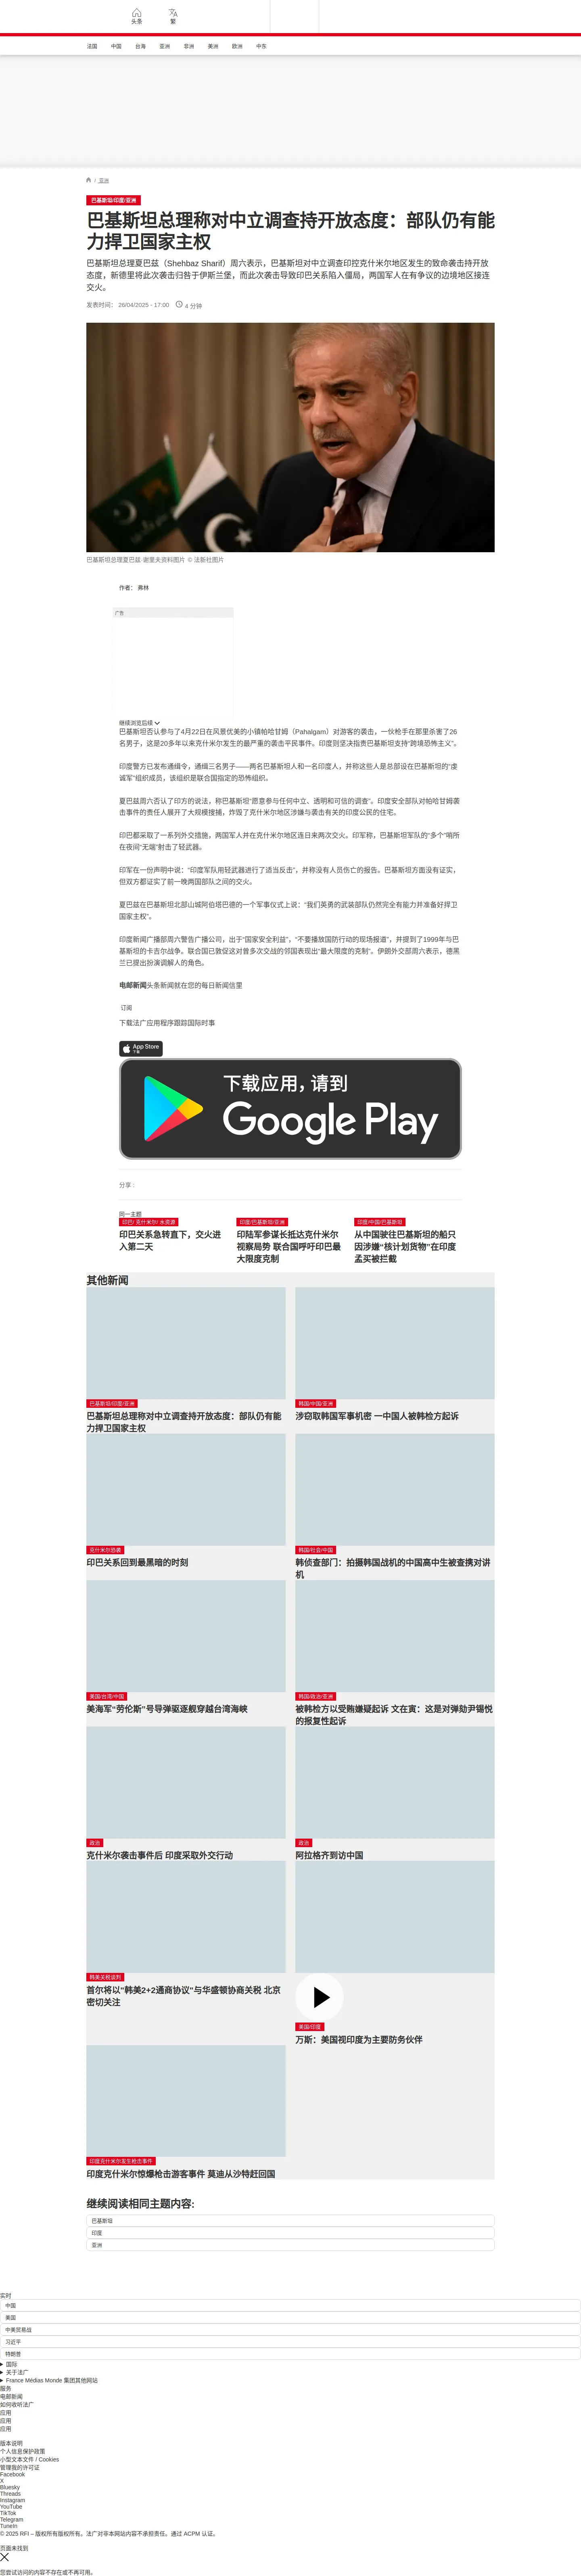 头条
繁
法国 中国 台海 亚洲 非洲 美洲 欧洲 中东
/ 亚洲
巴基斯坦/印度/亚洲
巴基斯坦总理称对中立调查持开放态度：部队仍有能
力捍卫国家主权
巴基斯坦总理夏巴兹（Shehbaz Sharif）周六表示，巴基斯坦对中立调查印控克什米尔地区发生的致命袭击持开放
态度，新德里将此次袭击归咎于伊斯兰堡，而此次袭击导致印巴关系陷入僵局，两国军人在有争议的边境地区接连
交火。
发表时间： 26/04/2025 - 17:00 4 分钟
巴基斯坦总理夏巴兹·谢里夫资料图片 © 法新社图片
作者： 弗林
广告
继续浏览后续
巴基斯坦否认参与了4月22日在风景优美的小镇帕哈甘姆（Pahalgam）对游客的袭击，一伙枪手在那里杀害了26
名男子，这是20多年以来克什米尔发生的最严重的袭击平民事件。印度则坚决指责巴基斯坦支持“跨境恐怖主义”。
印度警方已发布通缉令，通缉三名男子——两名巴基斯坦人和一名印度人，并称这些人是总部设在巴基斯坦的“虔
诚军”组织成员，该组织是联合国指定的恐怖组织。
夏巴兹周六否认了印方的说法，称巴基斯坦“愿意参与任何中立、透明和可信的调查”。印度安全部队对帕哈甘姆袭
击事件的责任人展开了大规模搜捕，炸毁了克什米尔地区涉嫌与袭击有关的印度公民的住宅。
印巴都采取了一系列外交措施，两国军人并在克什米尔地区连日来两次交火。印军称，巴基斯坦军队的“多个”哨所
在夜间“无端”射击了轻武器。
印军在一份声明中说：“印度军队用轻武器进行了适当反击”，并称没有人员伤亡的报告。巴基斯坦方面没有证实，
但双方都证实了前一晚两国部队之间的交火。
夏巴兹在巴基斯坦北部山城阿伯塔巴德的一个军事仪式上说：“我们英勇的武装部队仍然完全有能力并准备好捍卫
国家主权”。
印度新闻广播部周六警告广播公司，出于“国家安全利益”，“不要播放国防行动的现场报道”，并提到了1999年与巴
基斯坦的卡吉尔战争。联合国已敦促这对曾多次交战的邻国表现出“最大限度的克制”。伊朗外交部周六表示，德黑
兰已提出扮演调解人的角色。
电邮新闻头条新闻就在您的每日新闻信里
订阅
下载法广应用程序跟踪国际时事
App Store
下载
下载应用，请到
Google Play
分享 :
同一主题
印巴/ 克什米尔/ 水资源
印巴关系急转直下，交火进
入第二天
印度/巴基斯坦/亚洲
印陆军参谋长抵达克什米尔
视察局势 联合国呼吁印巴最
大限度克制
印度/中国/巴基斯坦
从中国驶往巴基斯坦的船只
因涉嫌“核计划货物”在印度
孟买被拦截
其他新闻
巴基斯坦/印度/亚洲
巴基斯坦总理称对中立调查持开放态度：部队仍有能
力捍卫国家主权
韩国/中国/亚洲
涉窃取韩国军事机密 一中国人被韩检方起诉
克什米尔恐袭
印巴关系回到最黑暗的时刻
韩国/社会/中国
韩侦查部门：拍摄韩国战机的中国高中生被查携对讲
机
美国/台湾/中国
美海军“劳伦斯”号导弹驱逐舰穿越台湾海峡
韩国/政治/亚洲
被韩检方以受贿嫌疑起诉 文在寅：这是对弹劾尹锡悦
的报复性起诉
政治
克什米尔袭击事件后 印度采取外交行动
政治
阿拉格齐到访中国
韩美关税谈判
首尔将以"韩美2+2通商协议"与华盛顿协商关税 北京
密切关注
美国/印度
万斯：美国视印度为主要防务伙伴
印度克什米尔发生枪击事件
印度克什米尔惊爆枪击游客事件 莫迪从沙特赶回国
继续阅读相同主题内容:
巴基斯坦
印度
亚洲
实时
中国
美国
中美贸易战
习近平
特朗普
国际
关于法广
France Médias Monde 集团其他网站
服务
电邮新闻
如何收听法广
应用
应用
应用
版本说明
个人信息保护政策
小型文本文件 / Cookies
管理我的许可证
Facebook
X
Bluesky
Threads
Instagram
YouTube
TikTok
Telegram
TuneIn
© 2025 RFI – 版权所有版权所有。法广对非本网站内容不承担责任。通过 ACPM 认证。
页面未找到
您尝试访问的内容不存在或不再可用。